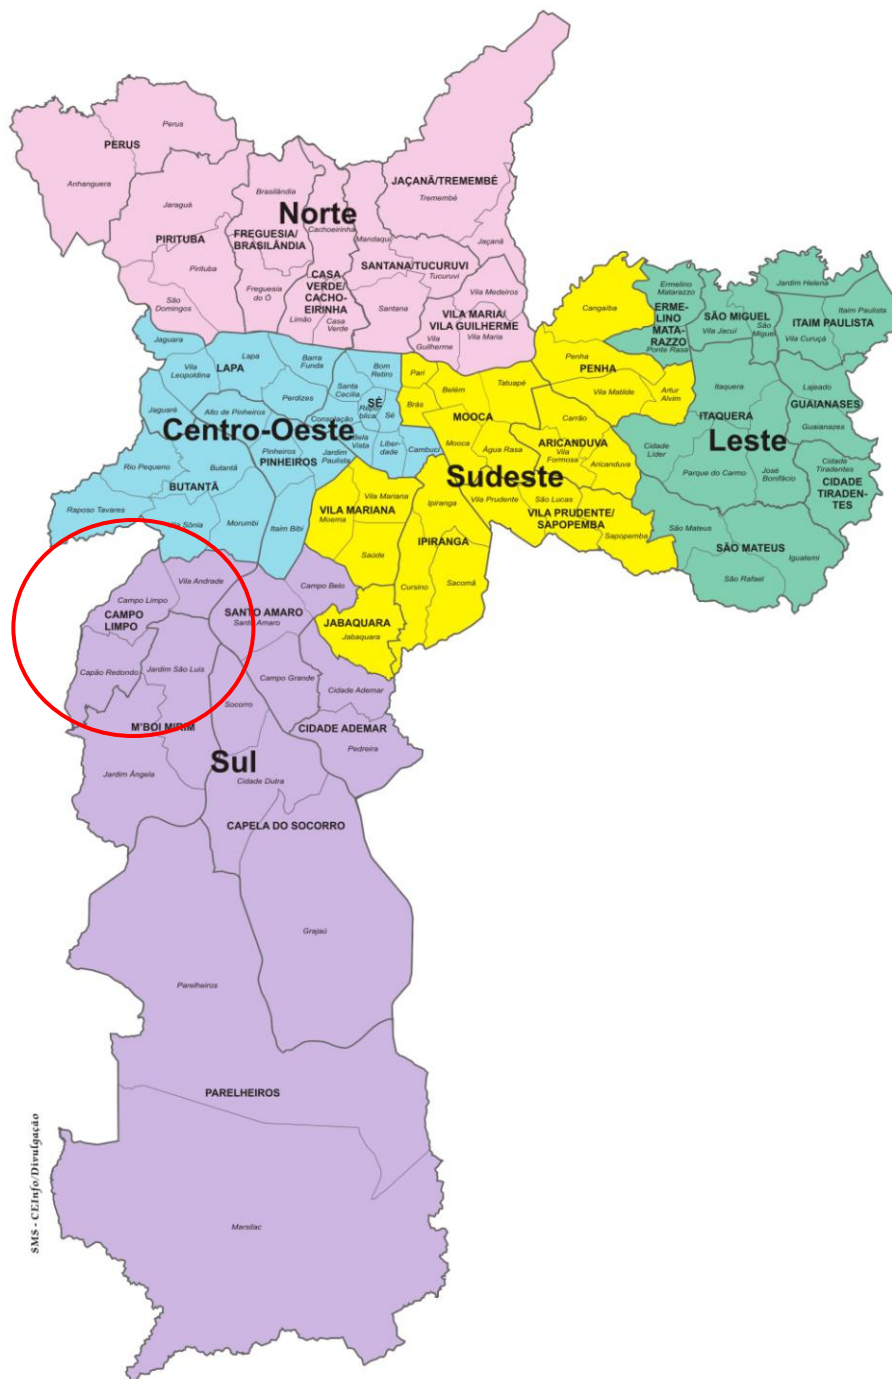 Perus
PERUS
Anhanguera
JAÇANÃ/TREMEMBÉ
Tremembé
Brasilândia
Jaraguá
Norte
Cachoeirinha
PIRITUBA
FREGUESIA/
BRASILÂNDIA
Mandaqui
Jaçanã
Pirituba
SANTANA/TUCURUVI
Tucuruvi
Freguesia
do Ó
CASA
VERDE/
CACHO-
EIRINHA
São
Domingos
Limão
Casa
Verde
Santana
Vila Medeiros
VILA MARIA/
VILA GUILHERME
Vila
Guilherme
Vila Maria
Jaguara
Vila
Leopoldina
Lapa
LAPA
Barra
Funda
Bom
Retiro
Santa
Cecília
SÉ
Perdizes
Jaguaré
Alto de Pinheiros
Consolação
Repú
blica
Sé
Centro-Oeste
Bela
Vista
Liber-
dade
Cambuci
Pinheiros
PINHEIROS
Jardim
Paulista
Rio Pequeno
Butantã
BUTANTÃ
Raposo Tavares
Vila Sônia
Morumbi
Itaim Bibi
Cangaíba
Penha
PENHA
Pari
Belém
Tatuapé
Vila Matilde
Artur
Alvim
Brás
MOOCA
Carrão
Mooca
Água Rasa
ARICANDUVA
Vila
Formosa
Aricanduva
Sudeste
Vila Mariana
VILA MARIANA
Moema
Ipiranga
Vila Prudente
São Lucas
VILA PRUDENTE/
SAPOPEMBA
Sapopemba
Saúde
IPIRANGA
Cursino
Sacomã
JABAQUARA
Jabaquara
Ermelino
Matarazzo
ERME-
LINO
MATA-
RAZZO
Ponte Rasa
SÃO MIGUEL
Vila Jacuí
São
Miguel
Jardim Helena
Itaim Paulista
ITAIM PAULISTA
Vila Curuçá
Itaquera
ITAQUERA
Lajeado
GUAIANASES
Guaianazes
Leste
Cidade
Líder
Parque do Carmo
José
Bonifácio
Cidade
Tiradentes
CIDADE
TIRADEN-
TES
São Mateus
SÃO MATEUS
Iguatemi
São Rafael
Vila Andrade
Campo Limpo
CAMPO
LIMPO
Campo Belo
SANTO AMARO
Santo Amaro
Capão Redondo
Jardim São Luis
Campo Grande
Cidade Ademar
Socorro
M'BOI MIRIM
CIDADE ADEMAR
Pedreira
Sul
Jardim Ângela
Cidade Dutra
CAPELA DO SOCORRO
Grajaú
Parelheiros
PARELHEIROS
Marsilac
SMS - CEInfo/Divulgação